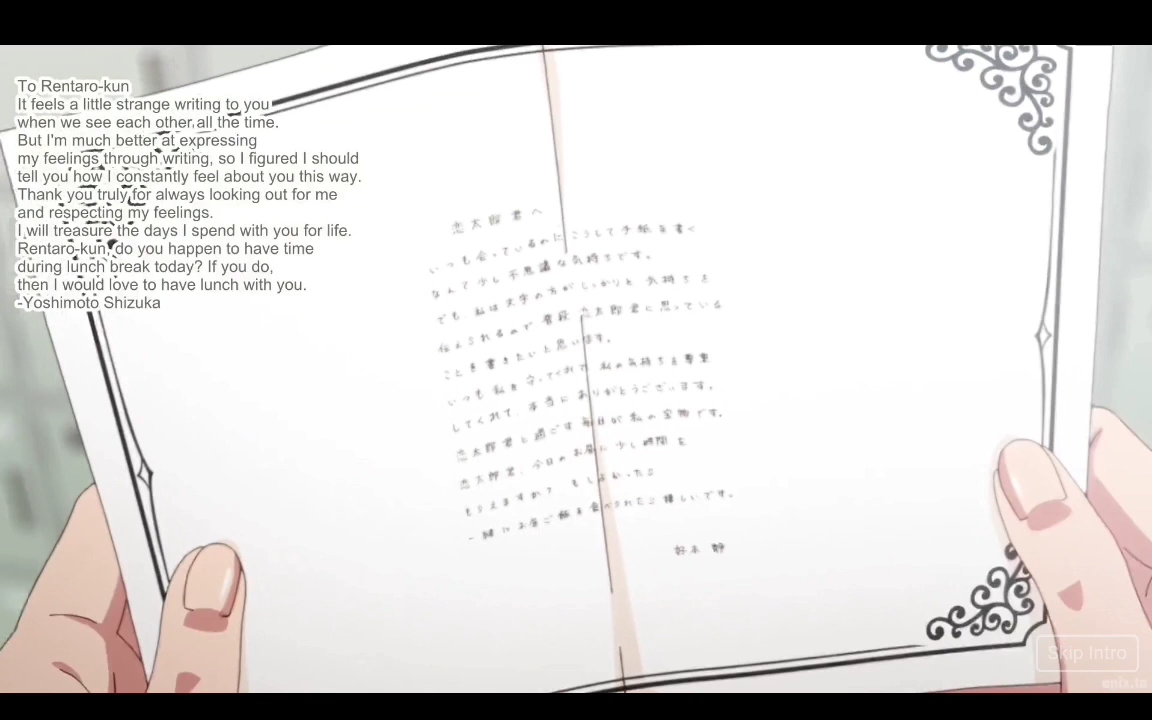 To Rentaro-kun
It feels a little strange writing to you
when we see each other all the time.
But I'm much better at expressing
my feelings through writing, so I figured I should
tell you how I constantly feel about you this way.
Thank you truly for always looking out for me
and respecting my feelings.
I will treasure the days I spend with you for life.
Rentaro-kun, do you happen to have time
during lunch break today? If you do,
then I would love to have lunch with you.
-Yoshimoto Shizuka
恋太郎君へ
いつも会っているのにこうして手紙を書く
なんて少し不思議な気持ちです。
でも、私は文字の方がしっかりと気持ちを
伝えられるので普段恋太郎君に思っている
ことを書きたいと思います。
いつも私を守ってくれて 私の気持ちを尊重
してくれて、本当にありがとうございます。
恋太郎君と過ごす毎日が私の宝物です。
恋太郎君、今日のお昼に少し時間を
もらえますか? もしよかったら
一緒にお昼ご飯を食べられたら嬉しいです。
好本 静
Skip Intro